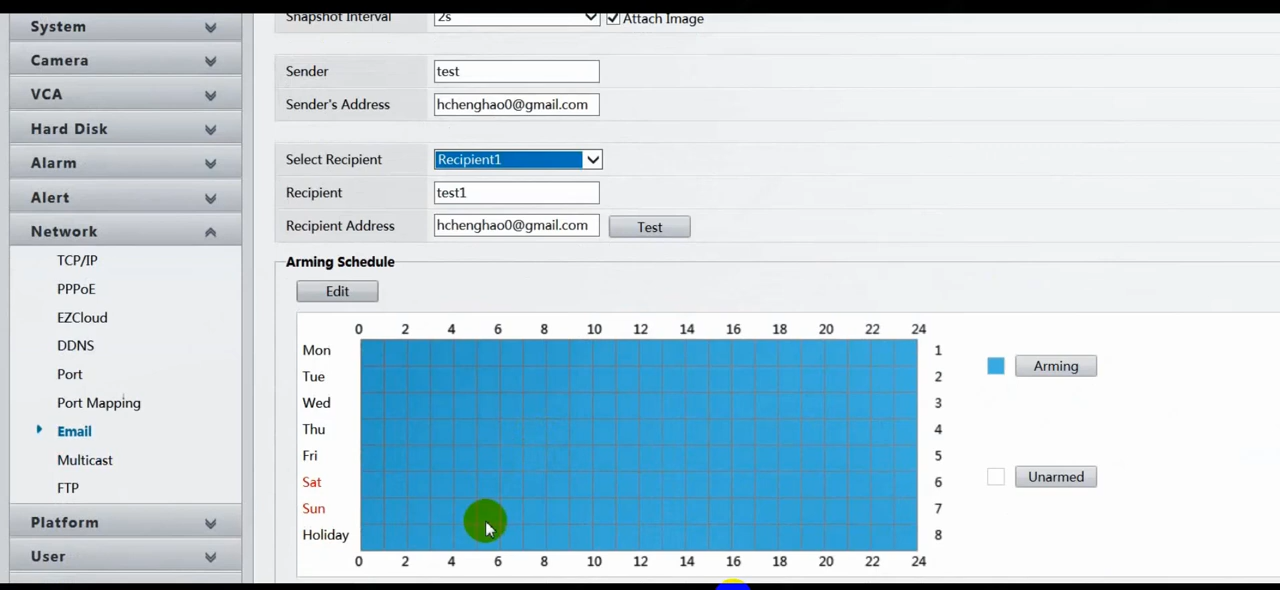 System
Camera
VCA
Hard Disk
Alarm
Alert
Network
TCP/IP
PPPoE
EZCloud
DDNS
Port
Port Mapping
Email
Multicast
FTP
Platform
User
Snapshot Interval 2s Attach Image
Sender test
Sender's Address hchenghao0@gmail.com
Select Recipient Recipient1
Recipient test1
Recipient Address hchenghao0@gmail.com Test
Arming Schedule
Edit
0 2 4 6 8 10 12 14 16 18 20 22 24
Mon 1
Tue 2
Wed 3
Thu 4
Fri 5
Sat 6
Sun 7
Holiday 8
0 2 4 6 8 10 12 14 16 18 20 22 24
Arming
Unarmed